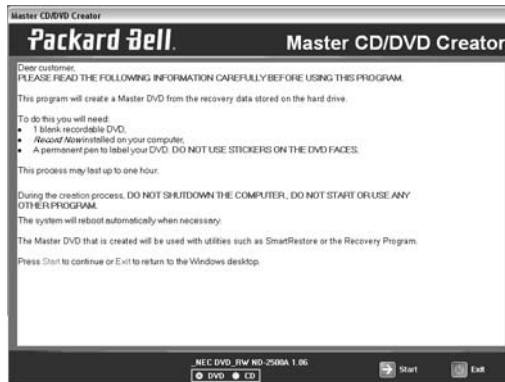 Master CD/DVD Creator
Packard Bell.
Master CD/DVD Creator
Dear customer,
PLEASE READ THE FOLLOWING INFORMATION CAREFULLY BEFORE USING THIS PROGRAM.
This program will create a Master DVD from the recovery data stored on the hard drive.
To do this you will need:
• 1 blank recordable DVD,
• Record Now installed on your computer,
• A permanent pen to label your DVD. DO NOT USE STICKERS ON THE DVD FACES.
This process may last up to one hour.
During the creation process, DO NOT SHUTDOWN THE COMPUTER, DO NOT START OR USE ANY
OTHER PROGRAM.
The system will reboot automatically when necessary.
The Master DVD that is created will be used with utilities such as SmartRestore or the Recovery Program.
Press Start to continue or Exit to return to the Windows desktop.
_NEC DVD_RW ND-2500A 1.06
DVD CD
Start
Exit